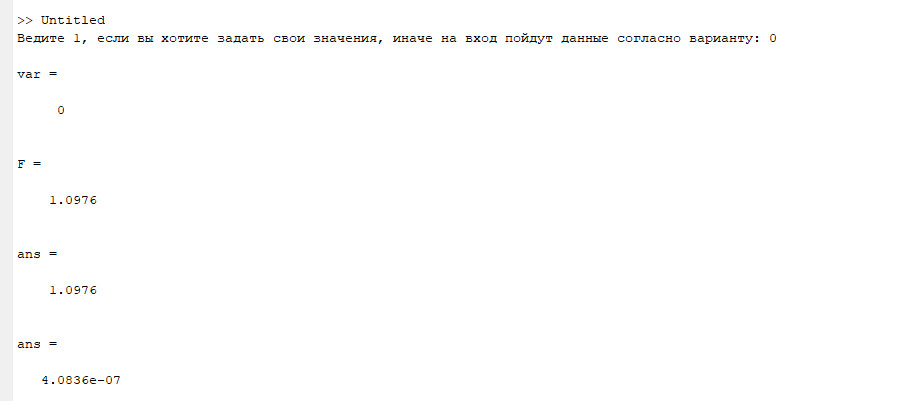 >> Untitled
Ведите 1, если вы хотите задать свои значения, иначе на вход пойдут данные согласно варианту: 0
var =
0
F =
1.0976
ans =
1.0976
ans =
4.0836e-07